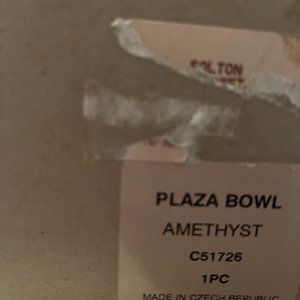 PLAZA BOWL
AMETHYST
C51726
1PC
MADE IN CZECH REPUBLIC